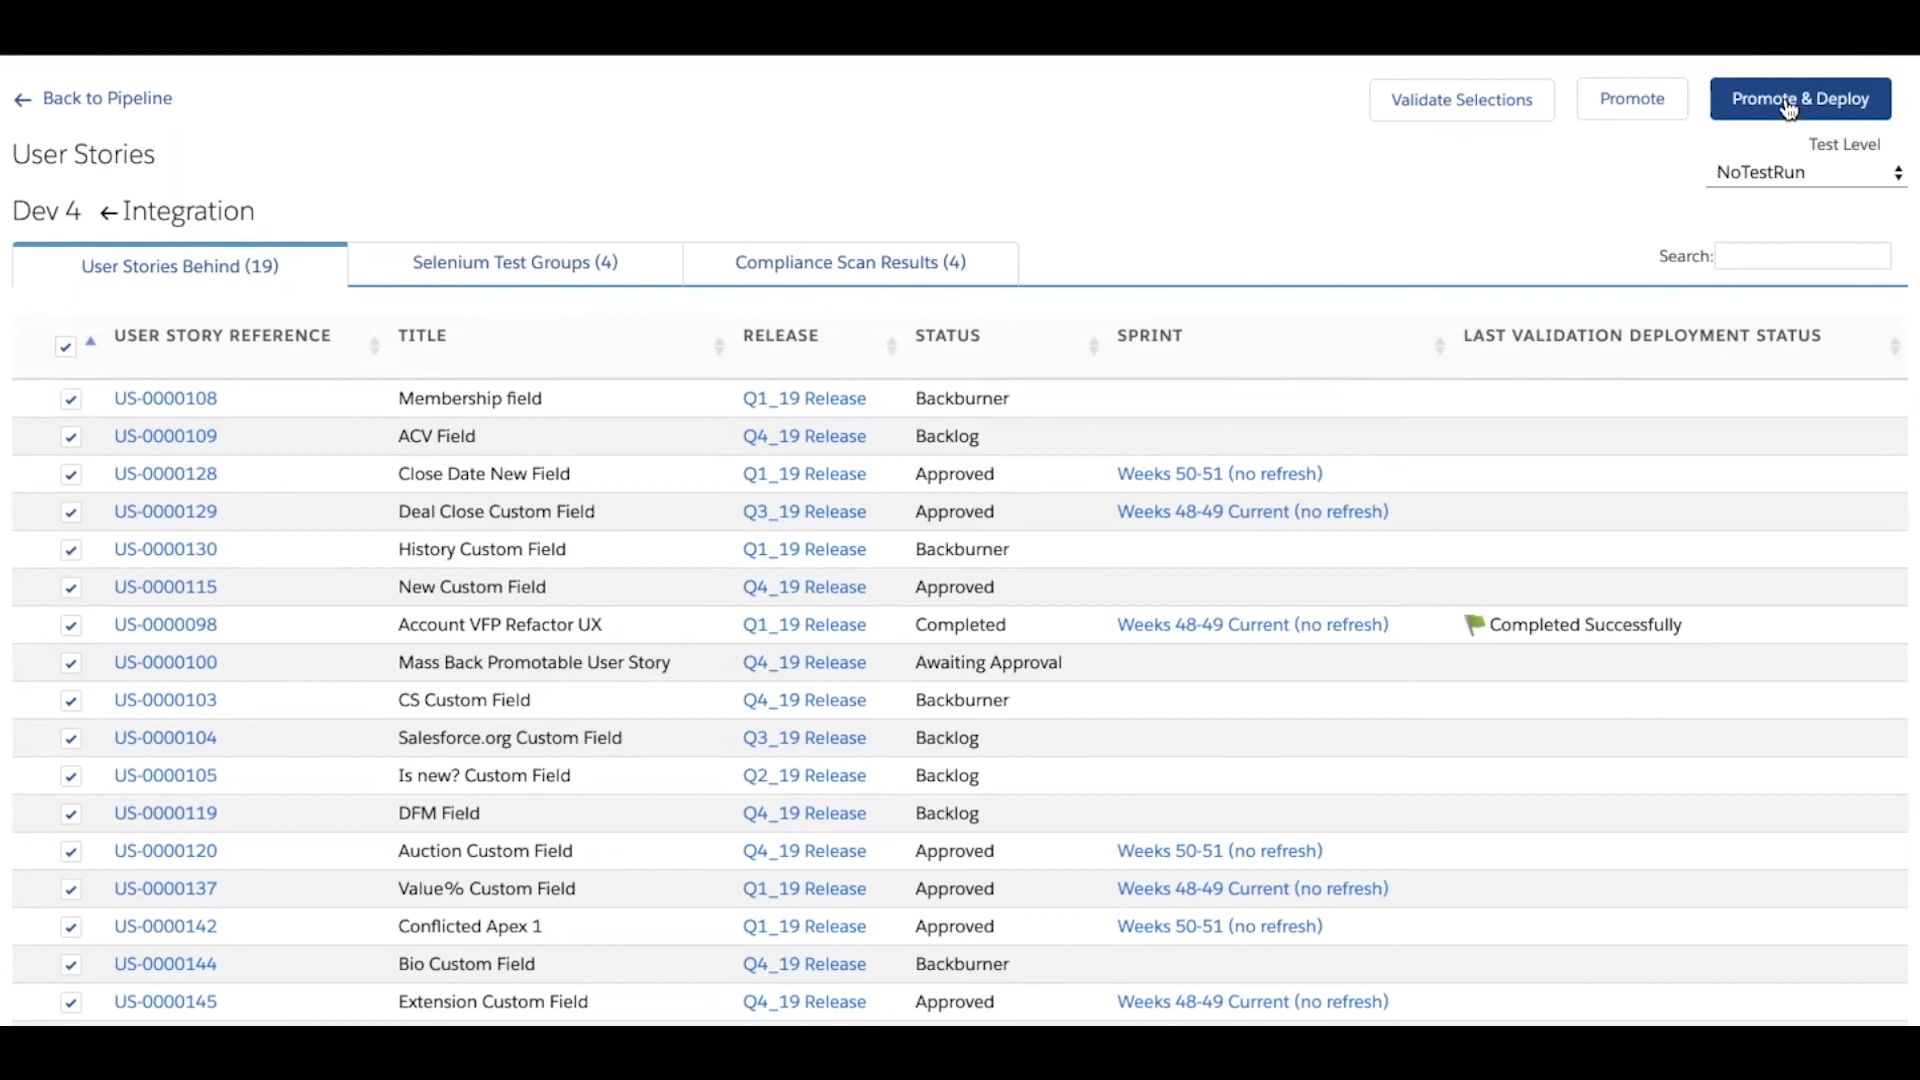 Back to Pipeline
Validate Selections Promote Promote & Deploy
Test Level
User Stories
NoTestRun
Dev 4 Integration
User Stories Behind (19) Selenium Test Groups (4) Compliance Scan Results (4) Search:
USER STORY REFERENCE TITLE RELEASE STATUS SPRINT LAST VALIDATION DEPLOYMENT STATUS
US-0000108 Membership field Q1_19 Release Backburner
US-0000109 ACV Field Q4_19 Release Backlog
US-0000128 Close Date New Field Q1_19 Release Approved Weeks 50-51 (no refresh)
US-0000129 Deal Close Custom Field Q3_19 Release Approved Weeks 48-49 Current (no refresh)
US-0000130 History Custom Field Q1_19 Release Backburner
US-0000115 New Custom Field Q4_19 Release Approved
US-0000098 Account VFP Refactor UX Q1_19 Release Completed Weeks 48-49 Current (no refresh) Completed Successfully
US-0000100 Mass Back Promotable User Story Q4_19 Release Awaiting Approval
US-0000103 CS Custom Field Q4_19 Release Backburner
US-0000104 Salesforce.org Custom Field Q3_19 Release Backlog
US-0000105 Is new? Custom Field Q2_19 Release Backlog
US-0000119 DFM Field Q4_19 Release Backlog
US-0000120 Auction Custom Field Q4_19 Release Approved Weeks 50-51 (no refresh)
US-0000137 Value% Custom Field Q1_19 Release Approved Weeks 48-49 Current (no refresh)
US-0000142 Conflicted Apex 1 Q1_19 Release Approved Weeks 50-51 (no refresh)
US-0000144 Bio Custom Field Q4_19 Release Backburner
US-0000145 Extension Custom Field Q4_19 Release Approved Weeks 48-49 Current (no refresh)